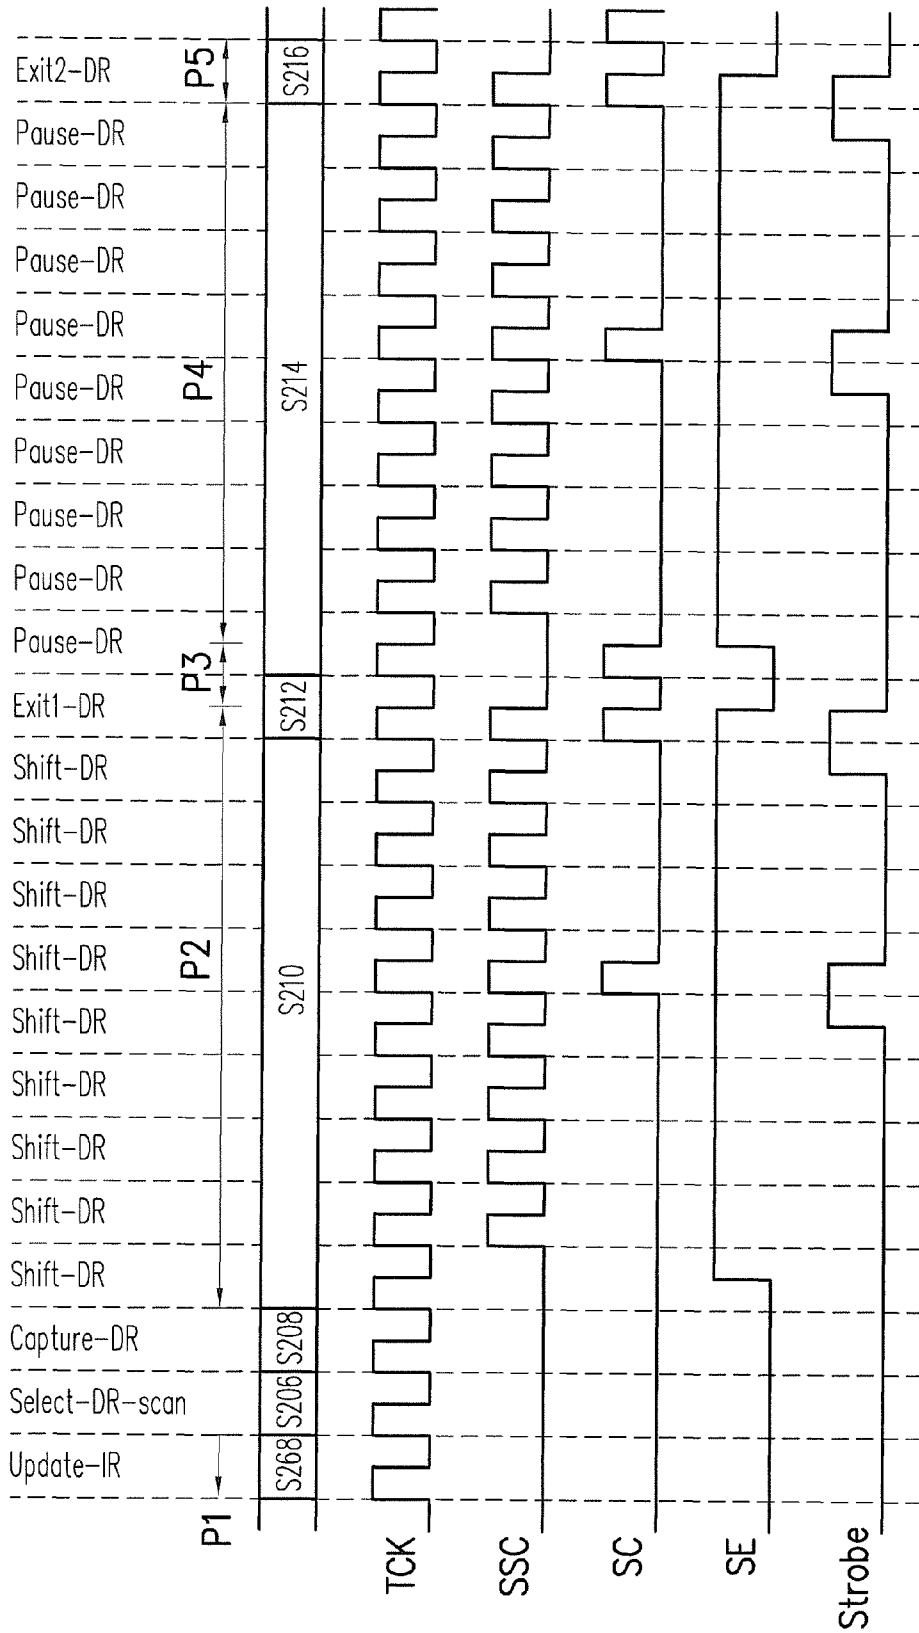 Exit2-DR
Pause-DR
Pause-DR
Pause-DR
Pause-DR
Pause-DR
Pause-DR
Pause-DR
Pause-DR
Pause-DR
Exit1-DR
Shift-DR
Shift-DR
Shift-DR
Shift-DR
Shift-DR
Shift-DR
Shift-DR
Shift-DR
Shift-DR
Capture-DR
Select-DR-scan
Update-IR
P5
P4
P3
P2
P1
S216
S214
S212
S210
S208
S206
S268
TCK
SSC
SC
SE
Strobe